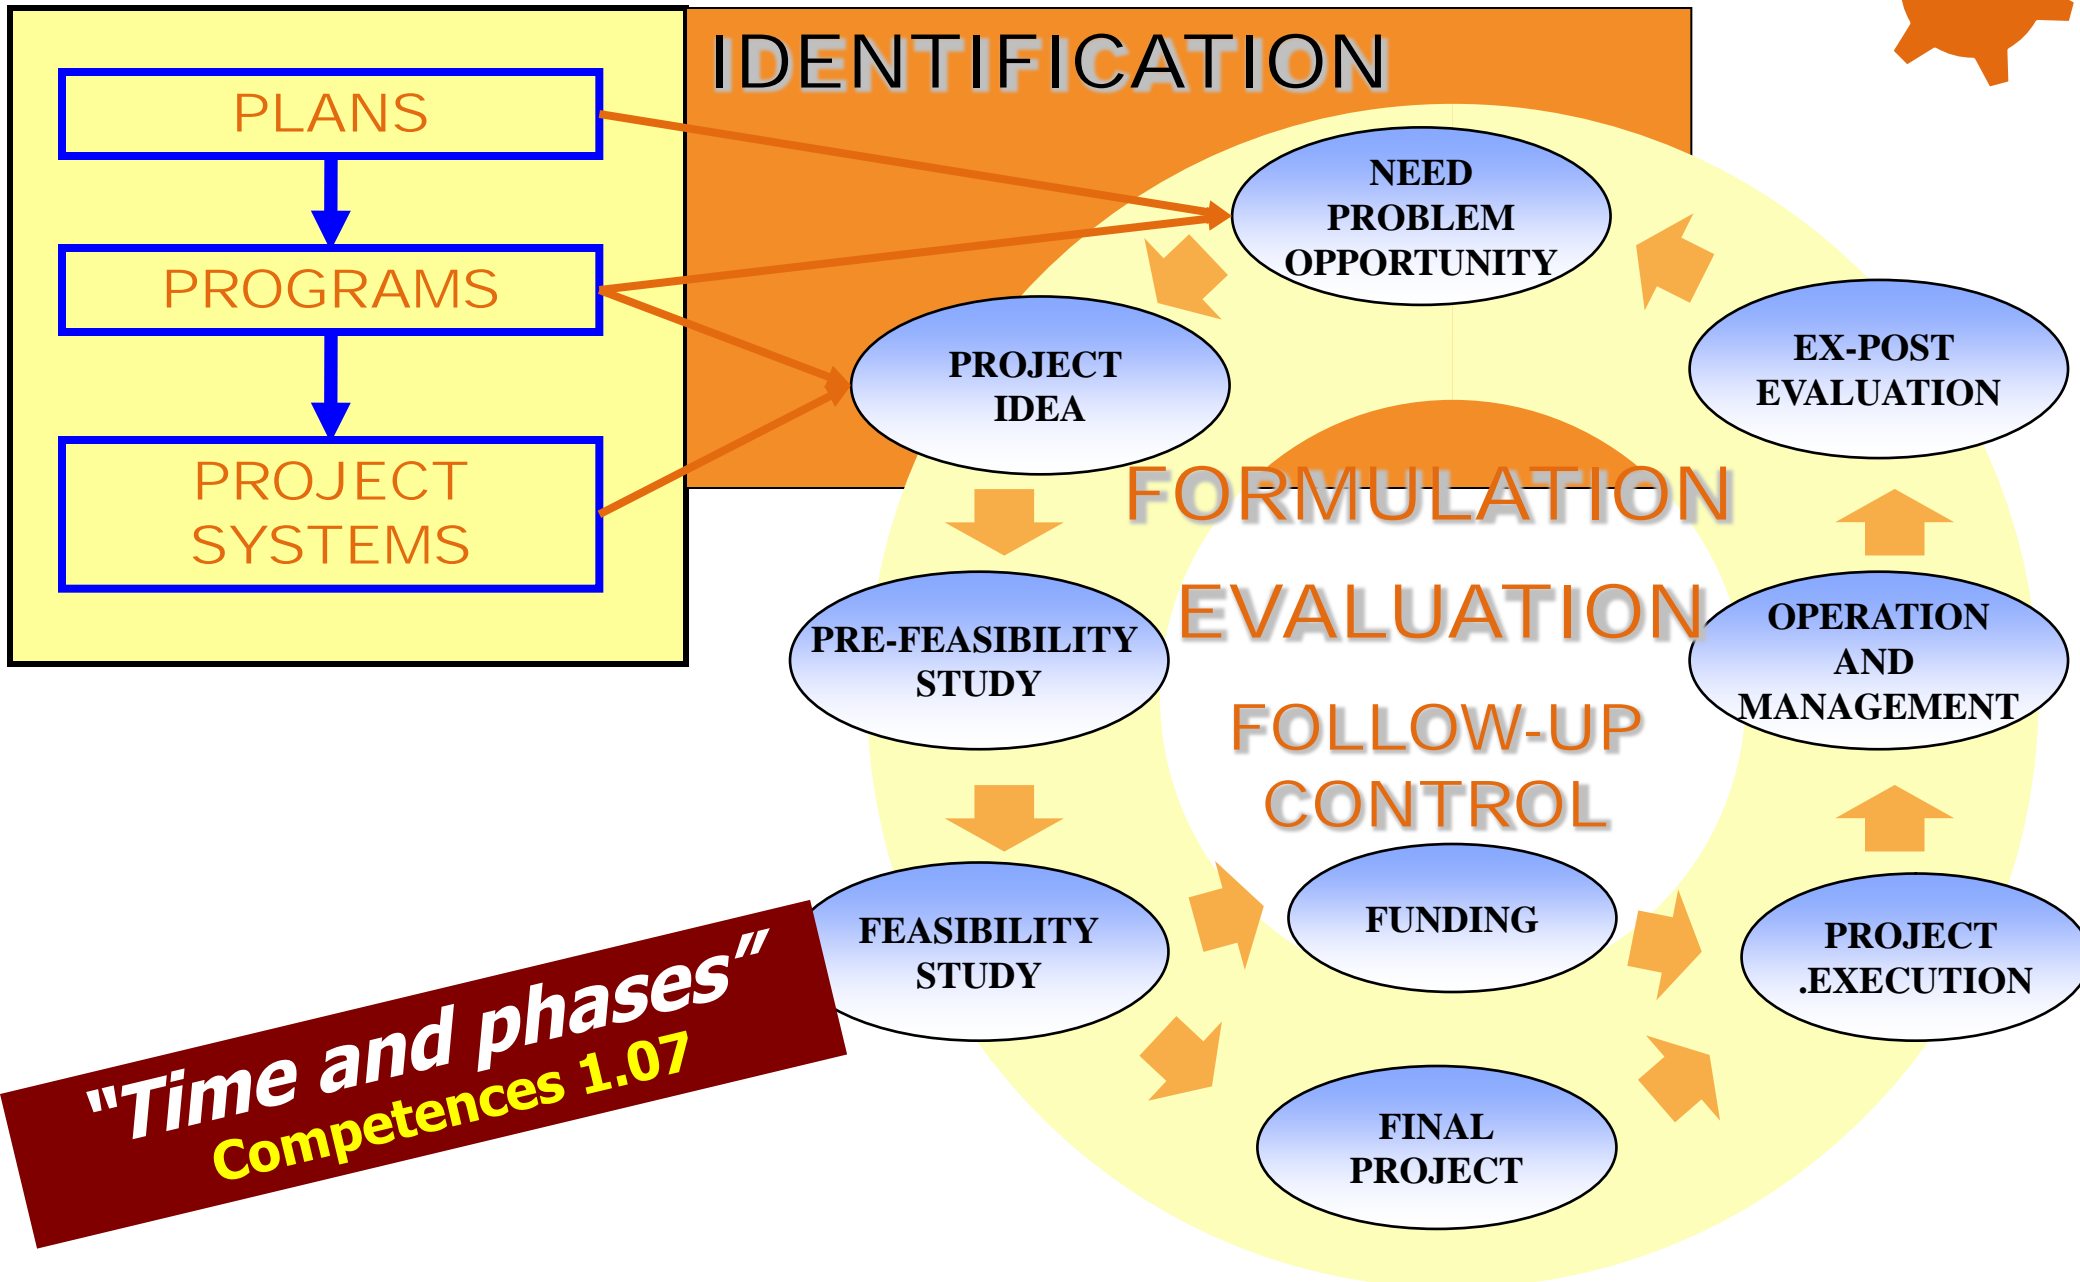 IDENTIFICATION
PLANS
PROGRAMS
PROJECT
SYSTEMS
NEED
PROBLEM
OPPORTUNITY
PROJECT
IDEA
EX-POST
EVALUATION
FORMULATION
EVALUATION
FOLLOW-UP
CONTROL
PRE-FEASIBILITY
STUDY
OPERATION
AND
MANAGEMENT
FEASIBILITY
STUDY
FUNDING
PROJECT
.EXECUTION
FINAL
PROJECT
"Time and phases”
Competences 1.07